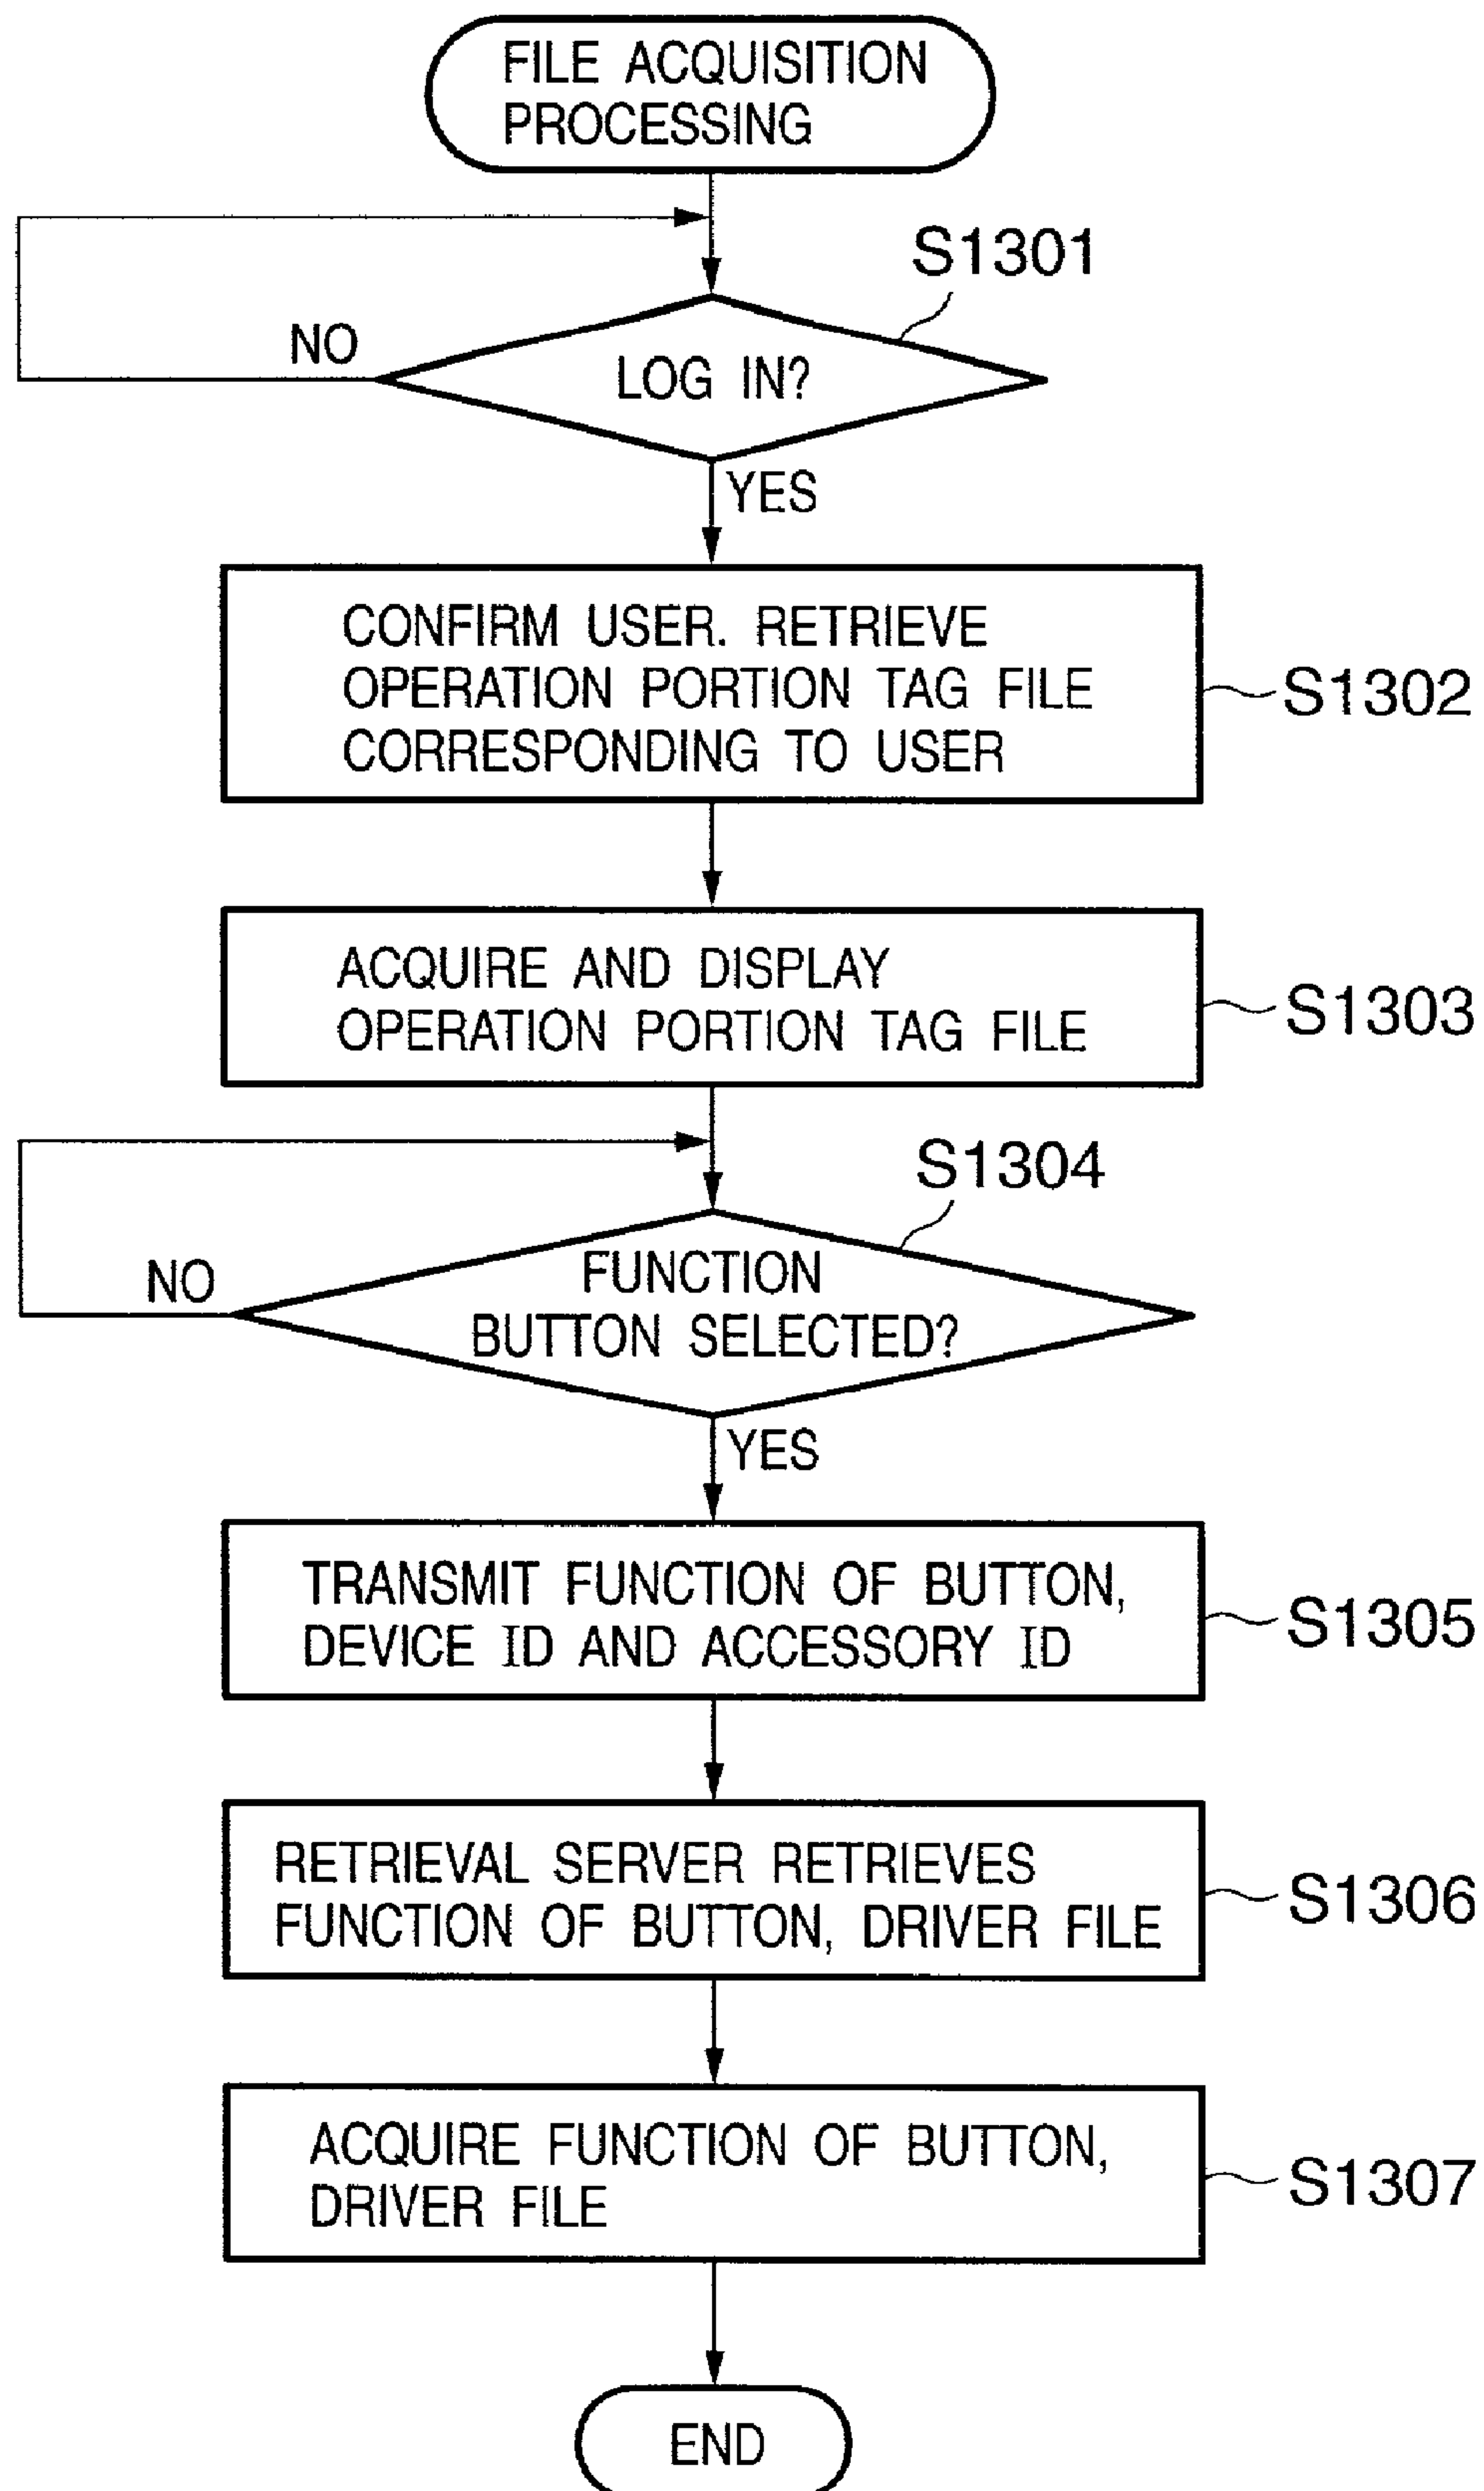 FILE ACQUISITION
PROCESSING
S1301
NO
LOG IN?
YES
CONFIRM USER. RETRIEVE
OPERATION PORTION TAG FILE
CORRESPONDING TO USER
S1302
ACQUIRE AND DISPLAY
OPERATION PORTION TAG FILE
S1303
S1304
NO
FUNCTION
BUTTON SELECTED?
YES
TRANSMIT FUNCTION OF BUTTON,
DEVICE ID AND ACCESSORY ID
S1305
RETRIEVAL SERVER RETRIEVES
FUNCTION OF BUTTON, DRIVER FILE
S1306
ACQUIRE FUNCTION OF BUTTON,
DRIVER FILE
S1307
END